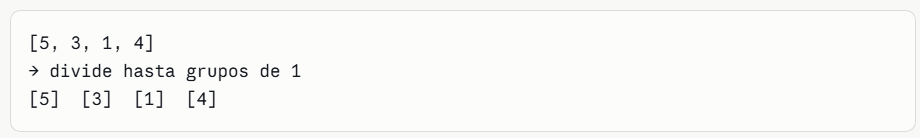 [5, 3, 1, 4]
→ divide hasta grupos de 1
[5]  [3]  [1]  [4]